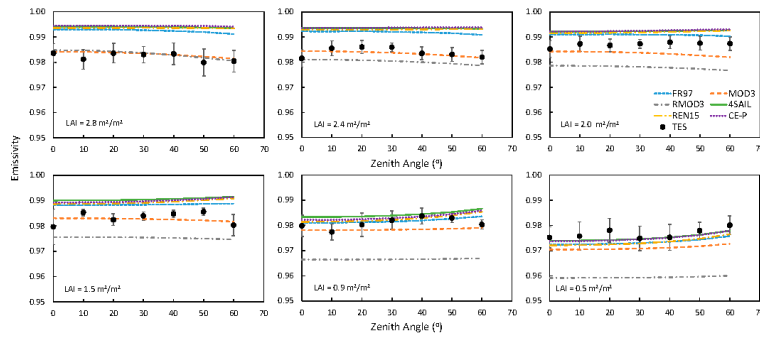 1.00
0.99
0.98
0.97
0.96
0.95
LAI = 2.8 m²/m²
0 10 20 30 40 50 60 70
1.00
0.99
0.98
0.97
0.96
0.95
LAI = 2.4 m²/m²
0 10 20 30 40 50 60 70
Zenith Angle (º)
1.00
0.99
0.98
0.97
0.96
0.95
FR97 MOD3
RMOD3 4SAIL
REN15 CE-P
TES
LAI = 2.0 m²/m²
0 10 20 30 40 50 60 70
Emissivity
1.00
0.99
0.98
0.97
0.96
0.95
LAI = 1.5 m²/m²
0 10 20 30 40 50 60 70
1.00
0.99
0.98
0.97
0.96
0.95
LAI = 0.9 m²/m²
0 10 20 30 40 50 60 70
Zenith Angle (º)
1.00
0.99
0.98
0.97
0.96
0.95
LAI = 0.5 m²/m²
0 10 20 30 40 50 60 70